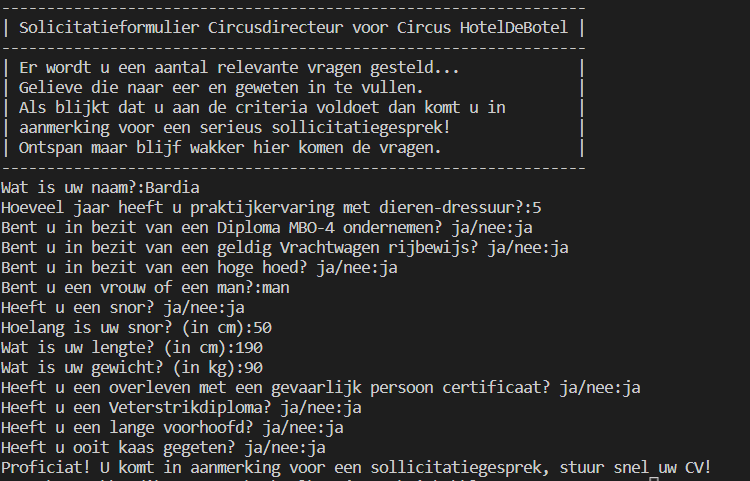 | Solicitatieformulier Circusdirecteur voor Circus HotelDeBotel |
| Er wordt u een aantal relevante vragen gesteld... |
| Gelieve die naar eer en geweten in te vullen. |
| Als blijkt dat u aan de criteria voldoet dan komt u in |
| aanmerking voor een serieus sollicitatiegesprek! |
| Ontspan maar blijf wakker hier komen de vragen. |
Wat is uw naam?:Bardia
Hoeveel jaar heeft u praktijkervaring met dieren-dressuur?:5
Bent u in bezit van een Diploma MBO-4 ondernemen? ja/nee:ja
Bent u in bezit van een geldig Vrachtwagen rijbewijs? ja/nee:ja
Bent u in bezit van een hoge hoed? ja/nee:ja
Bent u een vrouw of een man?:man
Heeft u een snor? ja/nee:ja
Hoelang is uw snor? (in cm):50
Wat is uw lengte? (in cm):190
Wat is uw gewicht? (in kg):90
Heeft u een overleven met een gevaarlijk persoon certificaat? ja/nee:ja
Heeft u een Veterstrikdiploma? ja/nee:ja
Heeft u een lange voorhoofd? ja/nee:ja
Heeft u ooit kaas gegeten? ja/nee:ja
Proficiat! U komt in aanmerking voor een sollicitatiegesprek, stuur snel uw CV!